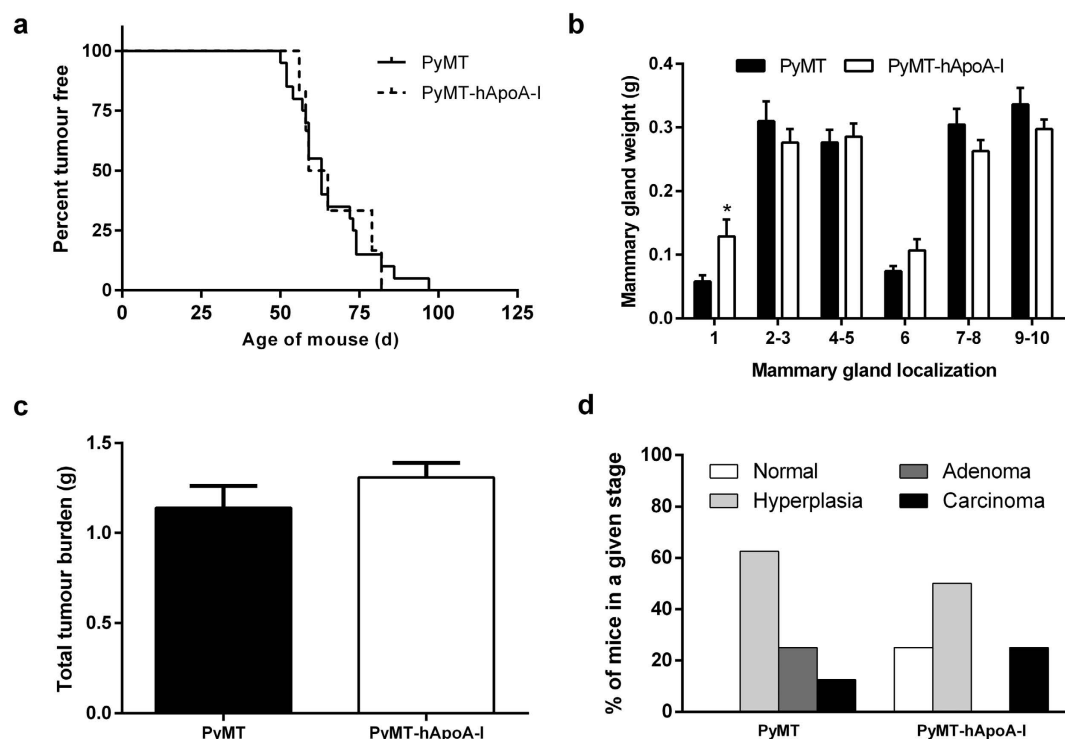 a
Percent tumour free
100
75
50
25
0
PyMT
PyMT-hApoA-I
0 25 50 75 100 125
Age of mouse (d)
b
Mammary gland weight (g)
0.4
0.3
0.2
0.1
0.0
PyMT PyMT-hApoA-I
*
1 2-3 4-5 6 7-8 9-10
Mammary gland localization
c
Total tumour burden (g)
1.5
1.0
0.5
0.0
PyMT PyMT-hApoA-I
d
% of mice in a given stage
100
80
60
40
20
0
Normal Adenoma
Hyperplasia Carcinoma
PyMT PyMT-hApoA-I